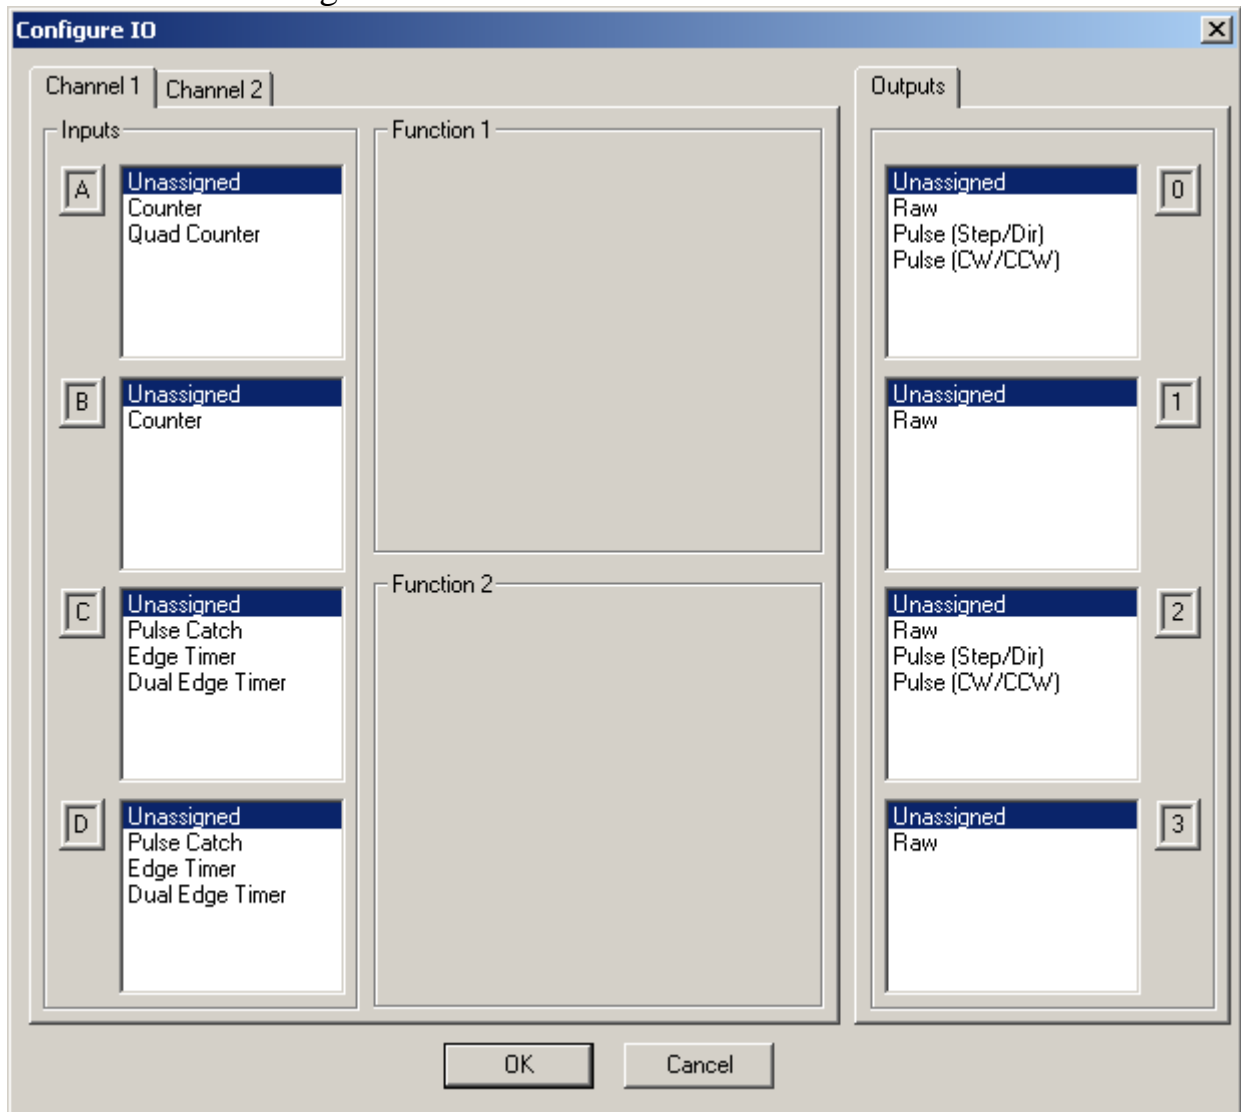 Configure IO
Channel 1
Channel 2
Outputs
Inputs
Function 1
A
Unassigned
Counter
Quad Counter
B
Unassigned
Counter
C
Unassigned
Pulse Catch
Edge Timer
Dual Edge Timer
D
Unassigned
Pulse Catch
Edge Timer
Dual Edge Timer
Function 2
Unassigned
Raw
Pulse (Step/Dir)
Pulse (CW/CCW)
0
Unassigned
Raw
1
Unassigned
Raw
Pulse (Step/Dir)
Pulse (CW/CCW)
2
Unassigned
Raw
3
OK
Cancel